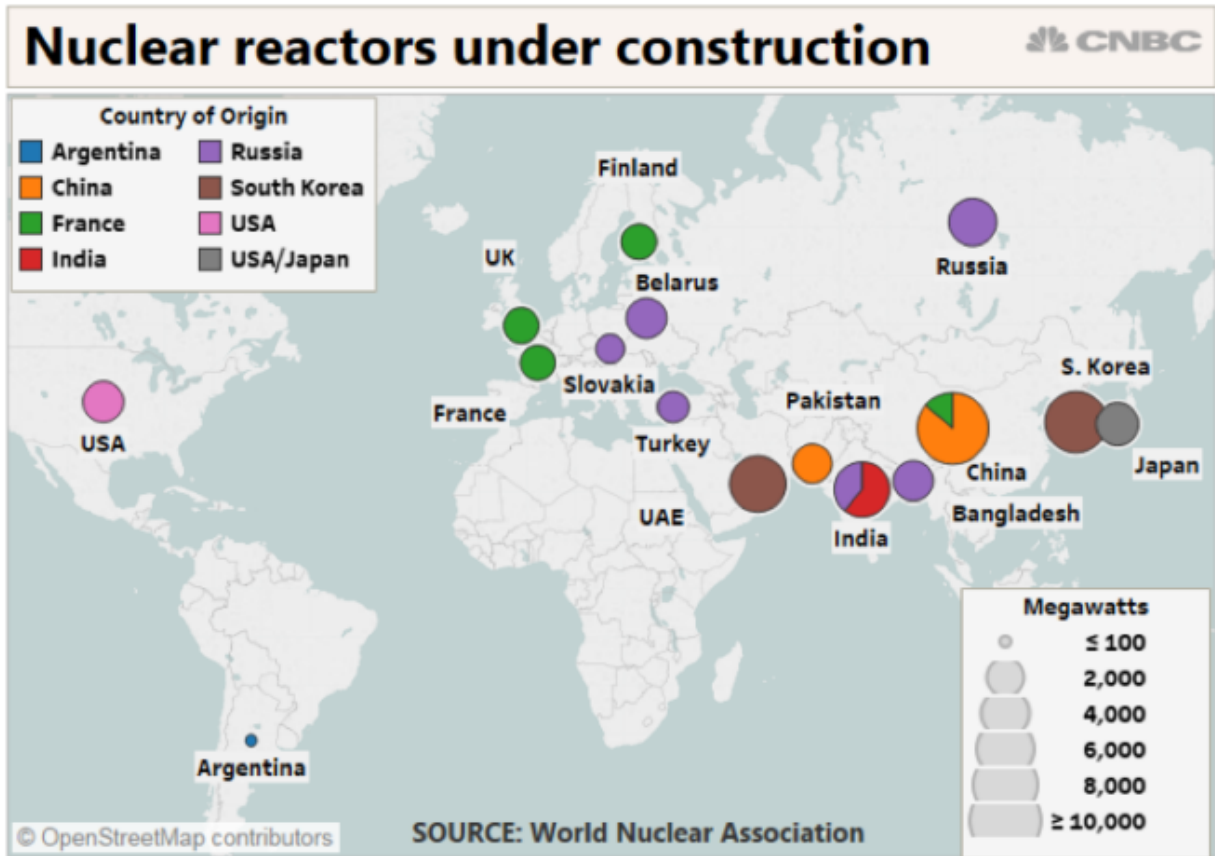 Nuclear reactors under construction
CNBC
Country of Origin
Argentina
China
France
India
Russia
South Korea
USA
USA/Japan
Finland
UK
Belarus
Russia
Slovakia
France
Turkey
USA
Pakistan
S. Korea
China
Japan
UAE
India
Bangladesh
Argentina
Megawatts
≤ 100
2,000
4,000
6,000
8,000
≥ 10,000
© OpenStreetMap contributors
SOURCE: World Nuclear Association